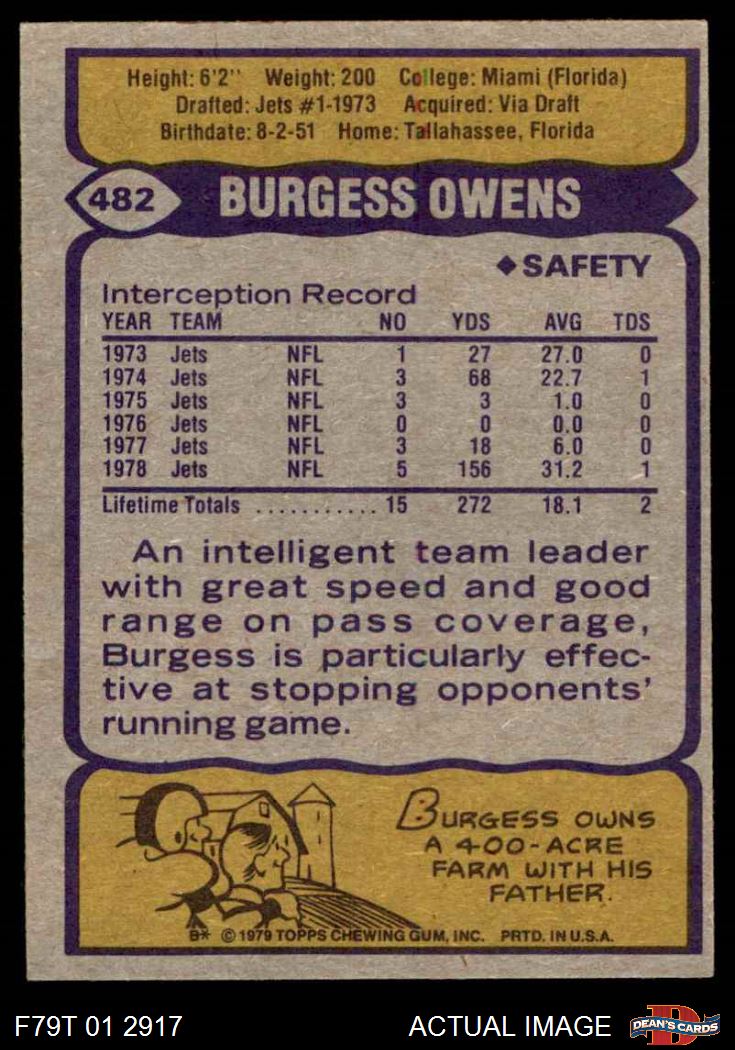 Height: 6'2" Weight: 200 College: Miami (Florida)
Drafted: Jets #1-1973 Acquired: Via Draft
Birthdate: 8-2-51 Home: Tallahassee, Florida
482 BURGESS OWENS
◆SAFETY
Interception Record
YEAR TEAM NO YDS AVG TDS
1973 Jets NFL 1 27 27.0 0
1974 Jets NFL 3 68 22.7 1
1975 Jets NFL 3 3 1.0 0
1976 Jets NFL 0 0 0.0 0
1977 Jets NFL 3 18 6.0 0
1978 Jets NFL 5 156 31.2 1
Lifetime Totals ........... 15 272 18.1 2
An intelligent team leader
with great speed and good
range on pass coverage,
Burgess is particularly effec-
tive at stopping opponents'
running game.
BURGESS OWNS
A 400-ACRE
FARM WITH HIS
FATHER.
B* © 1979 TOPPS CHEWING GUM, INC. PRTD. IN U.S.A.
F79T 01 2917 ACTUAL IMAGE D DEAN'S CARDS